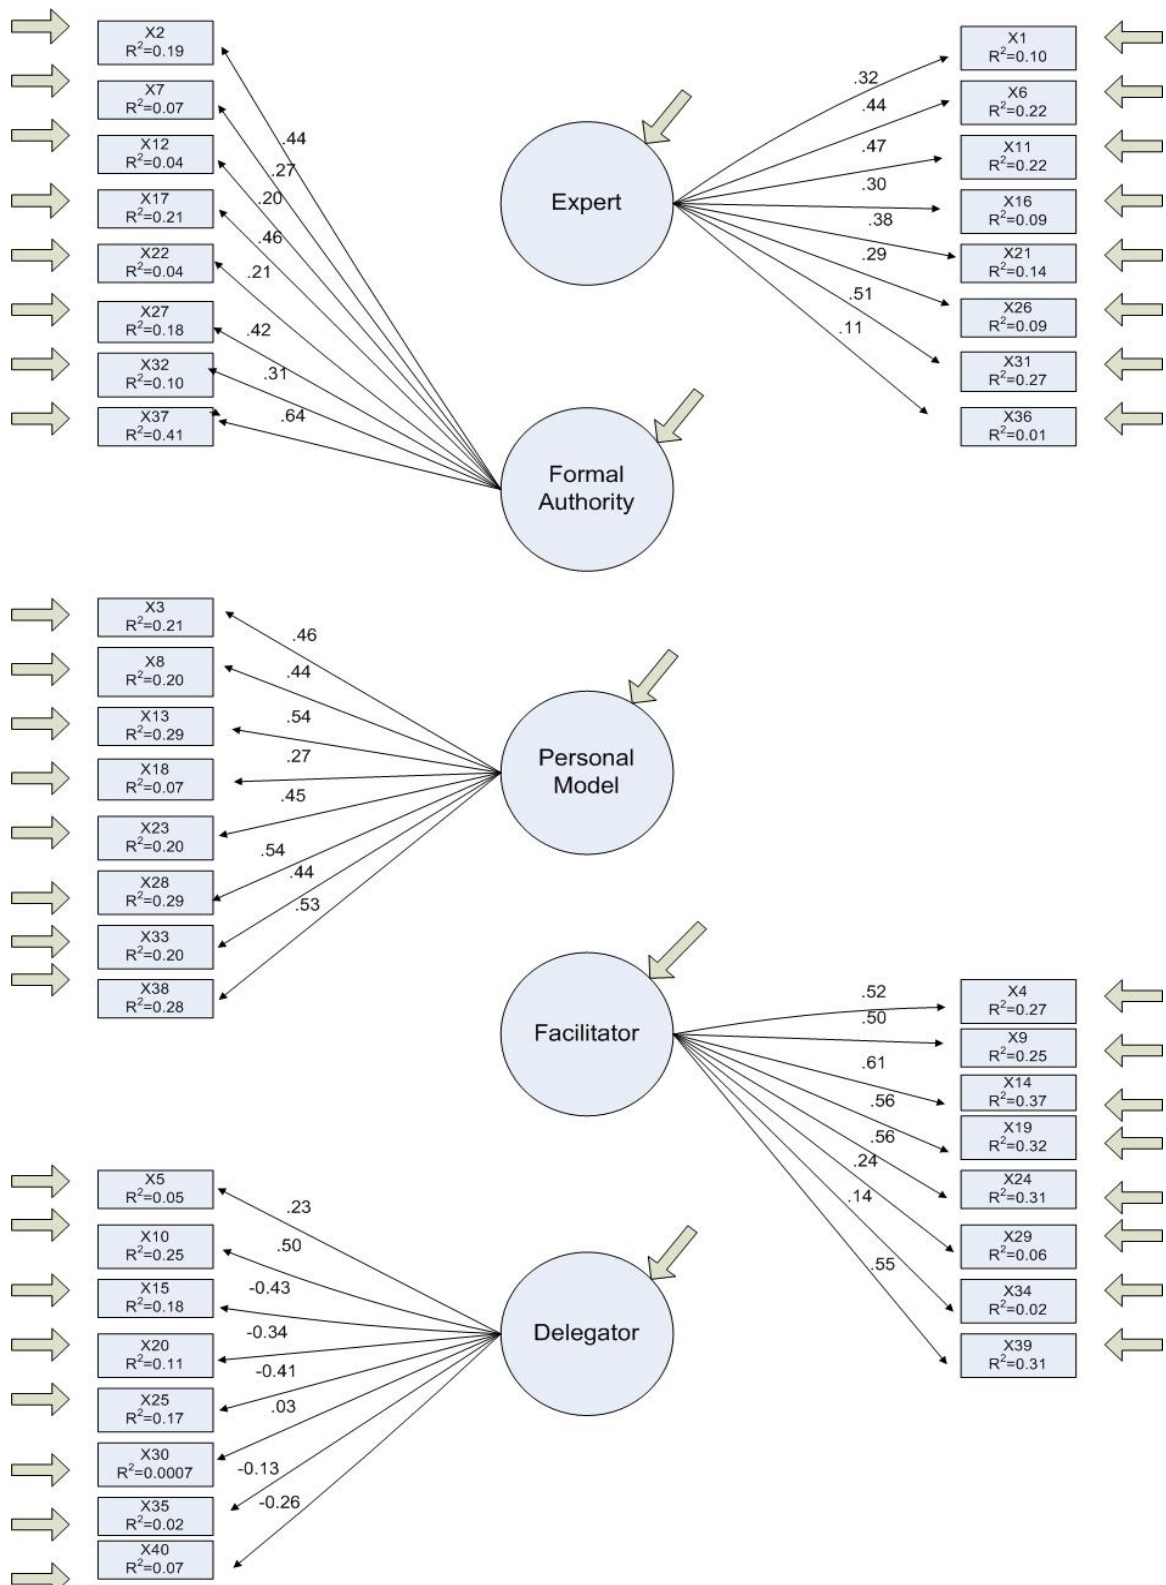 X2
R²=0.19
X7
R²=0.07
X12
R²=0.04
X17
R²=0.21
X22
R²=0.04
X27
R²=0.18
X32
R²=0.10
X37
R²=0.41
.44
.27
.20
.46
.21
.42
.31
.64
Expert
.32
.44
.47
.30
.38
.29
.51
.11
X1
R²=0.10
X6
R²=0.22
X11
R²=0.22
X16
R²=0.09
X21
R²=0.14
X26
R²=0.09
X31
R²=0.27
X36
R²=0.01
Formal
Authority
X3
R²=0.21
X8
R²=0.20
X13
R²=0.29
X18
R²=0.07
X23
R²=0.20
X28
R²=0.29
X33
R²=0.20
X38
R²=0.28
.46
.44
.54
.27
.45
.54
.44
.53
Personal
Model
Facilitator
.52
.50
.61
.56
.56
.24
.14
.55
X4
R²=0.27
X9
R²=0.25
X14
R²=0.37
X19
R²=0.32
X24
R²=0.31
X29
R²=0.06
X34
R²=0.02
X39
R²=0.31
X5
R²=0.05
X10
R²=0.25
X15
R²=0.18
X20
R²=0.11
X25
R²=0.17
X30
R²=0.0007
X35
R²=0.02
X40
R²=0.07
.23
.50
-0.43
-0.34
-0.41
.03
-0.13
-0.26
Delegator